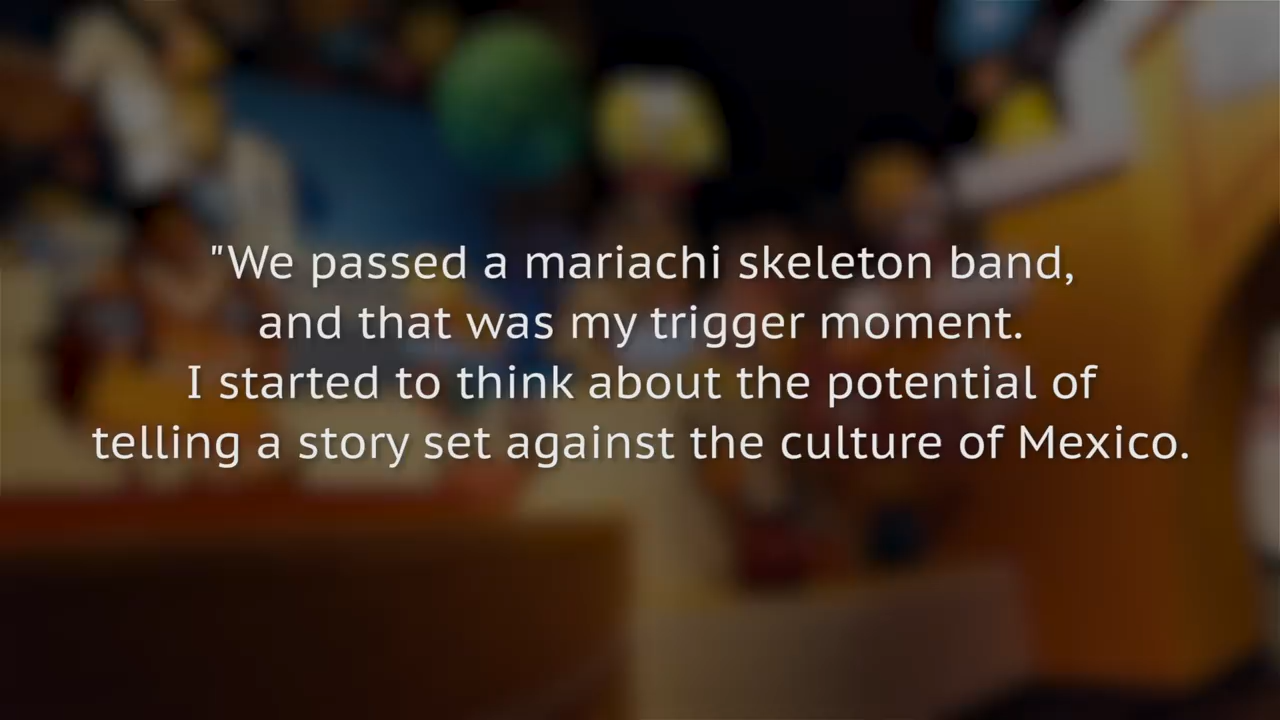 "We passed a mariachi skeleton band,
and that was my trigger moment.
I started to think about the potential of
telling a story set against the culture of Mexico.